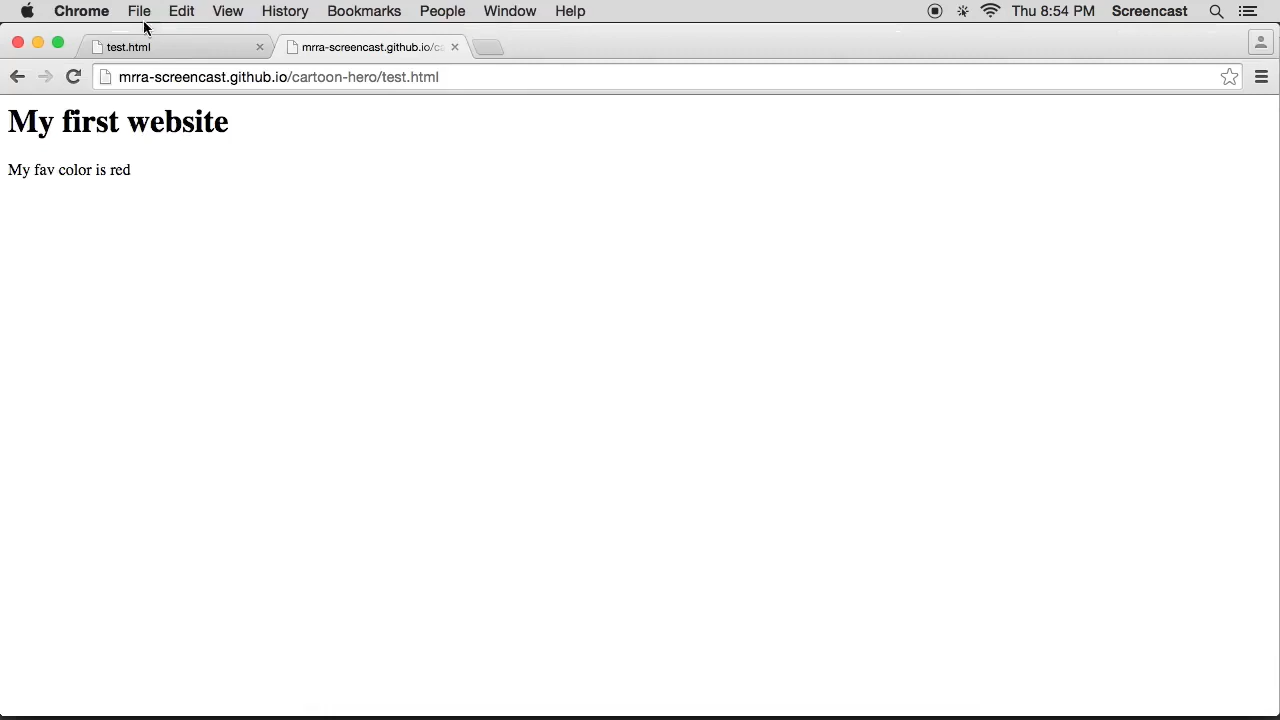 Chrome File Edit View History Bookmarks People Window Help Thu 8:54 PM Screencast
test.html mrra-screencast.github.io/ca
mrra-screencast.github.io/cartoon-hero/test.html
My first website
My fav color is red